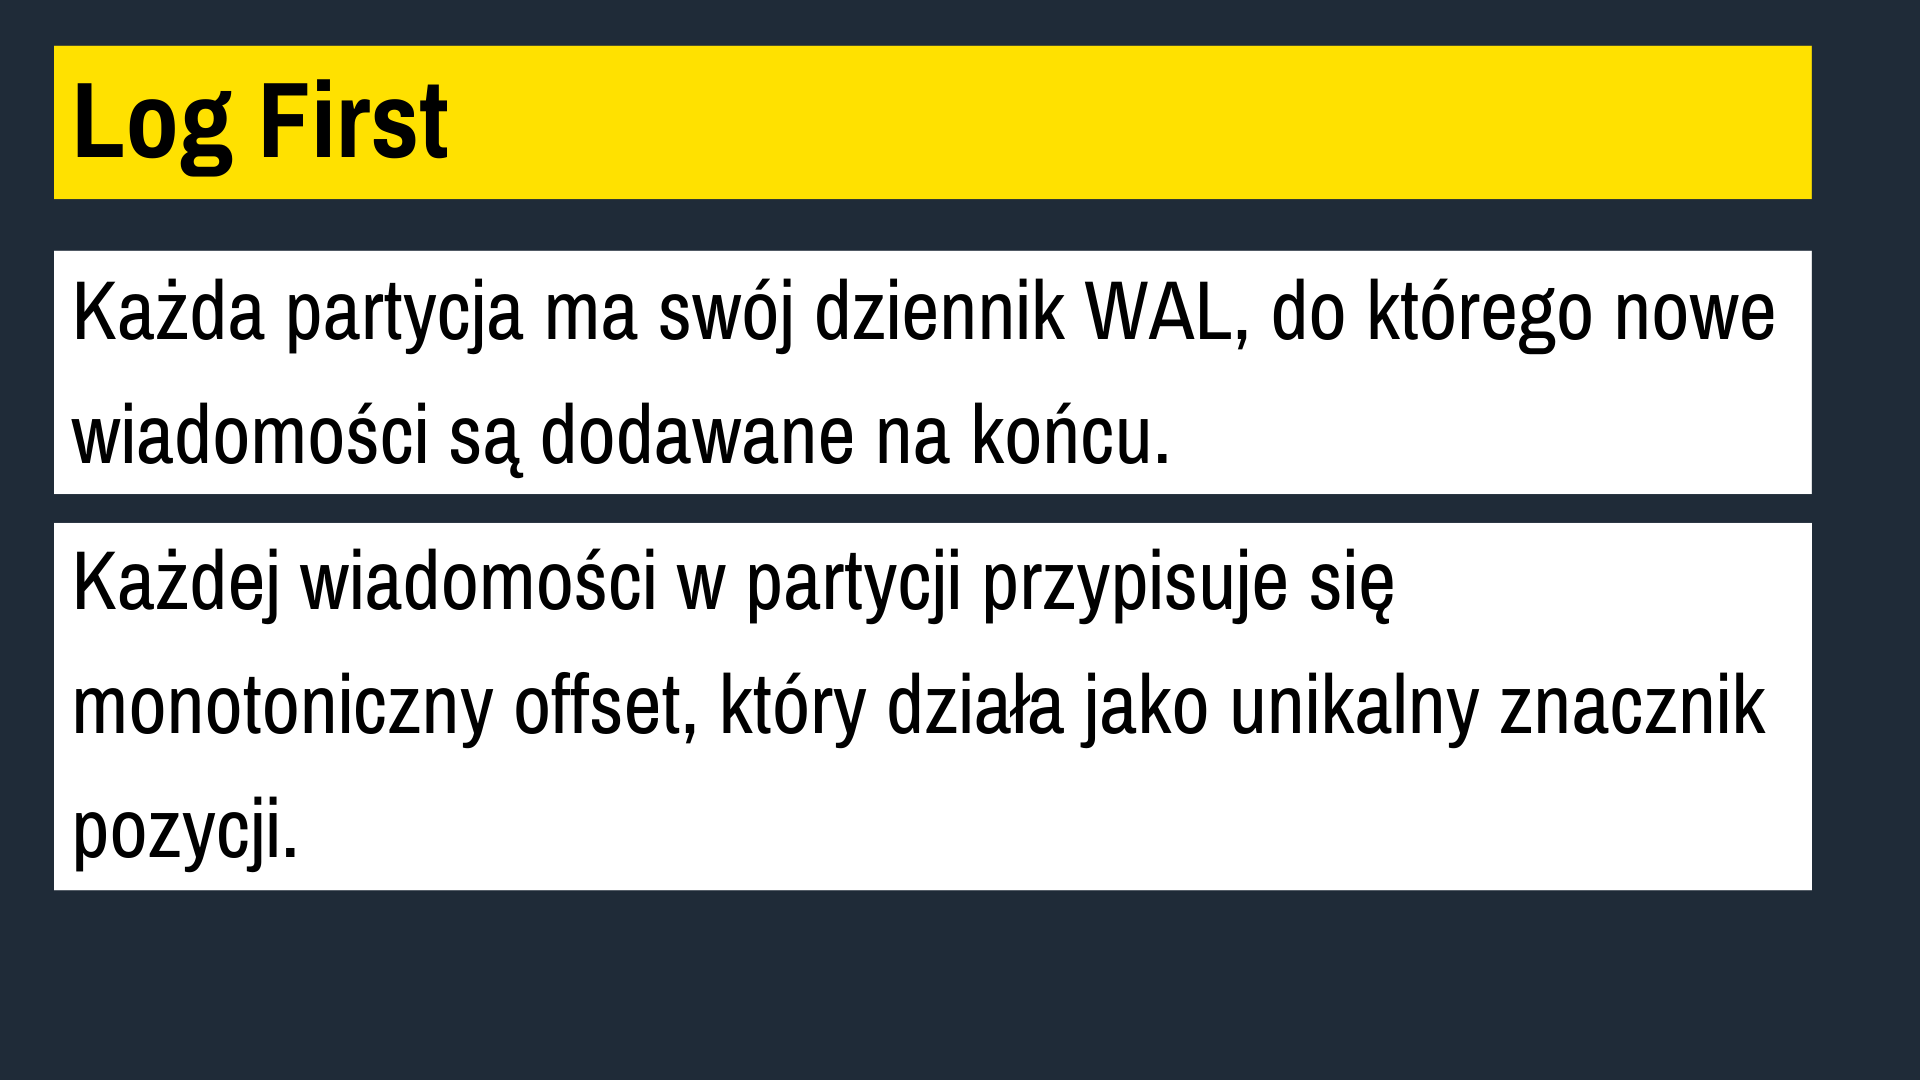 Log First
Każda partycja ma swój dziennik WAL, do którego nowe
wiadomości są dodawane na końcu.
Każdej wiadomości w partycji przypisuje się
monotoniczny offset, który działa jako unikalny znacznik
pozycji.